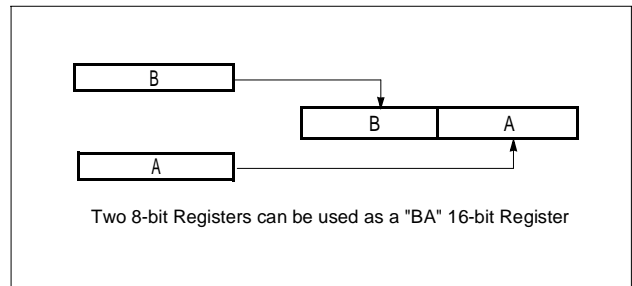 B
B A
A
Two 8-bit Registers can be used as a "BA" 16-bit Register